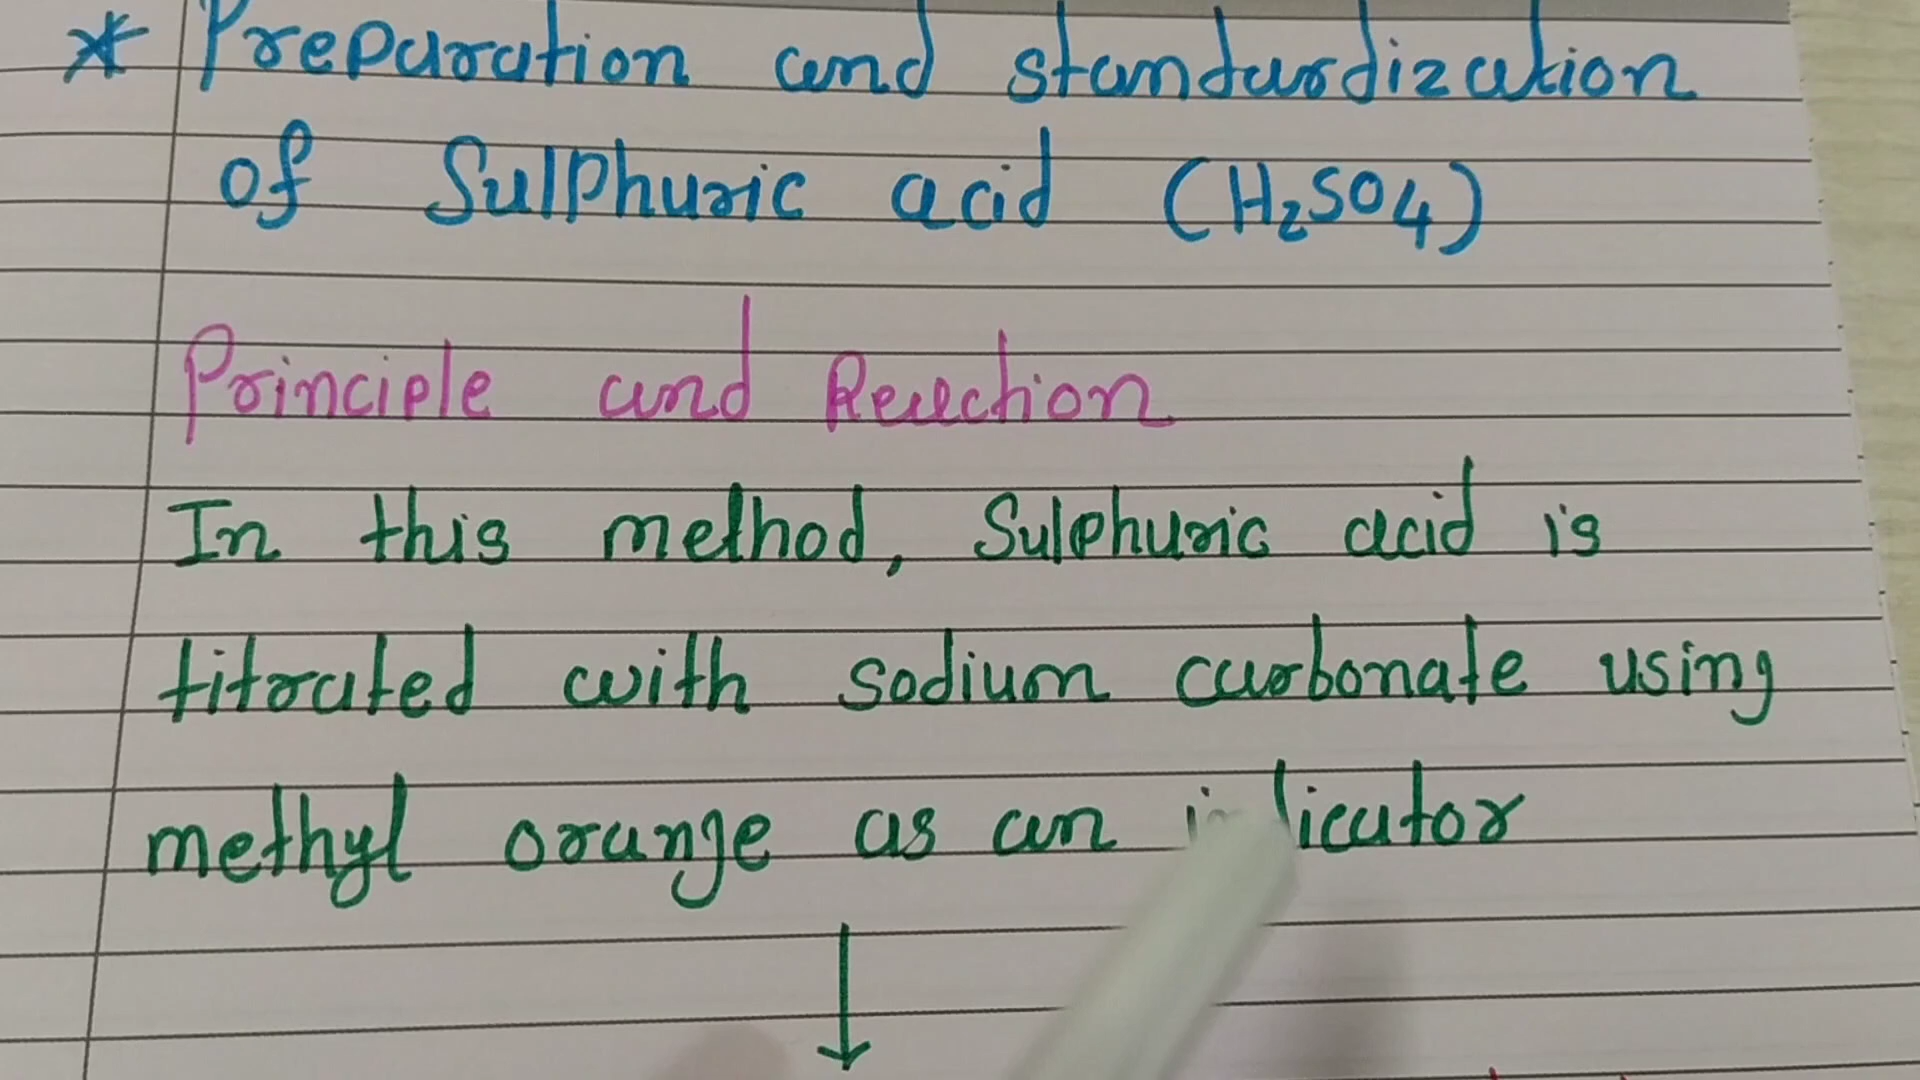 * Preparation and standardization
of Sulphuric acid (H₂SO₄)
Principle and Reaction
In this method, Sulphuric acid is
titrated with sodium carbonate using
methyl orange as an indicator